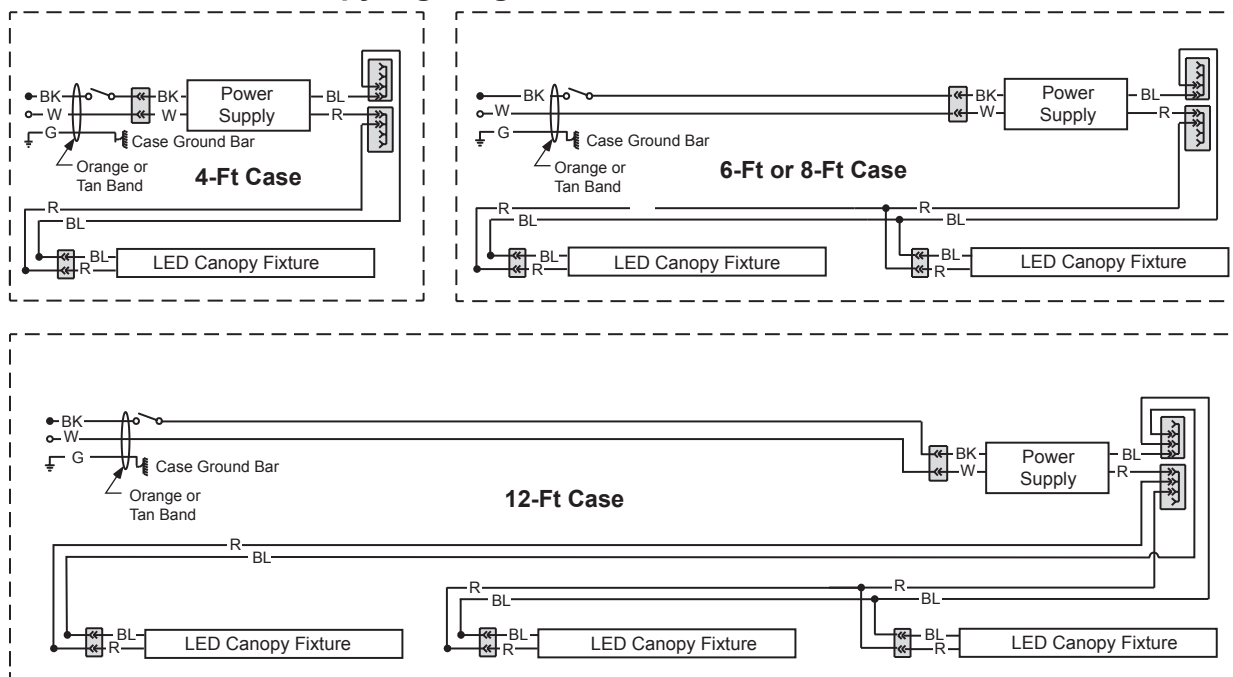 BK
BK
Power
Supply
BL
W
W
R
G
Case Ground Bar
Orange or
Tan Band
4-Ft Case
R
BL
BL
R
LED Canopy Fixture
BK
BK
Power
Supply
BL
W
W
R
G
Case Ground Bar
Orange or
Tan Band
6-Ft or 8-Ft Case
R
R
BL
BL
BL
R
LED Canopy Fixture
BL
R
LED Canopy Fixture
BK
W
G
Case Ground Bar
Orange or
Tan Band
BK
W
Power
Supply
BL
R
12-Ft Case
R
BL
R
R
BL
BL
BL
R
LED Canopy Fixture
BL
R
LED Canopy Fixture
BL
R
LED Canopy Fixture